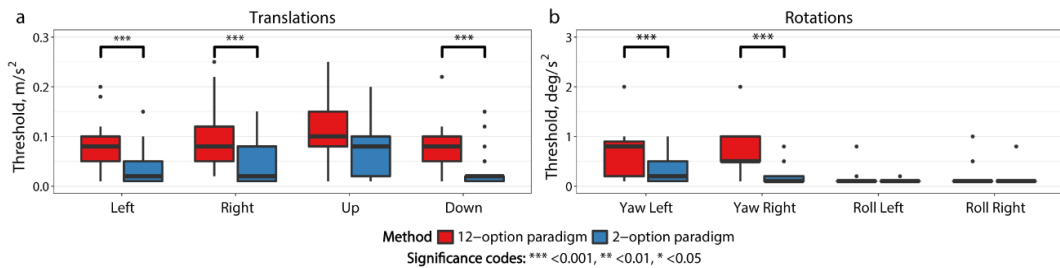 a Translations
Threshold, m/s²
0.3
0.2
0.1
0.0
*** *** ***
Left Right Up Down
b Rotations
Threshold, deg/s²
3
2
1
0
*** ***
Yaw Left Yaw Right Roll Left Roll Right
Method 12−option paradigm 2−option paradigm
Significance codes: *** <0.001, ** <0.01, * <0.05